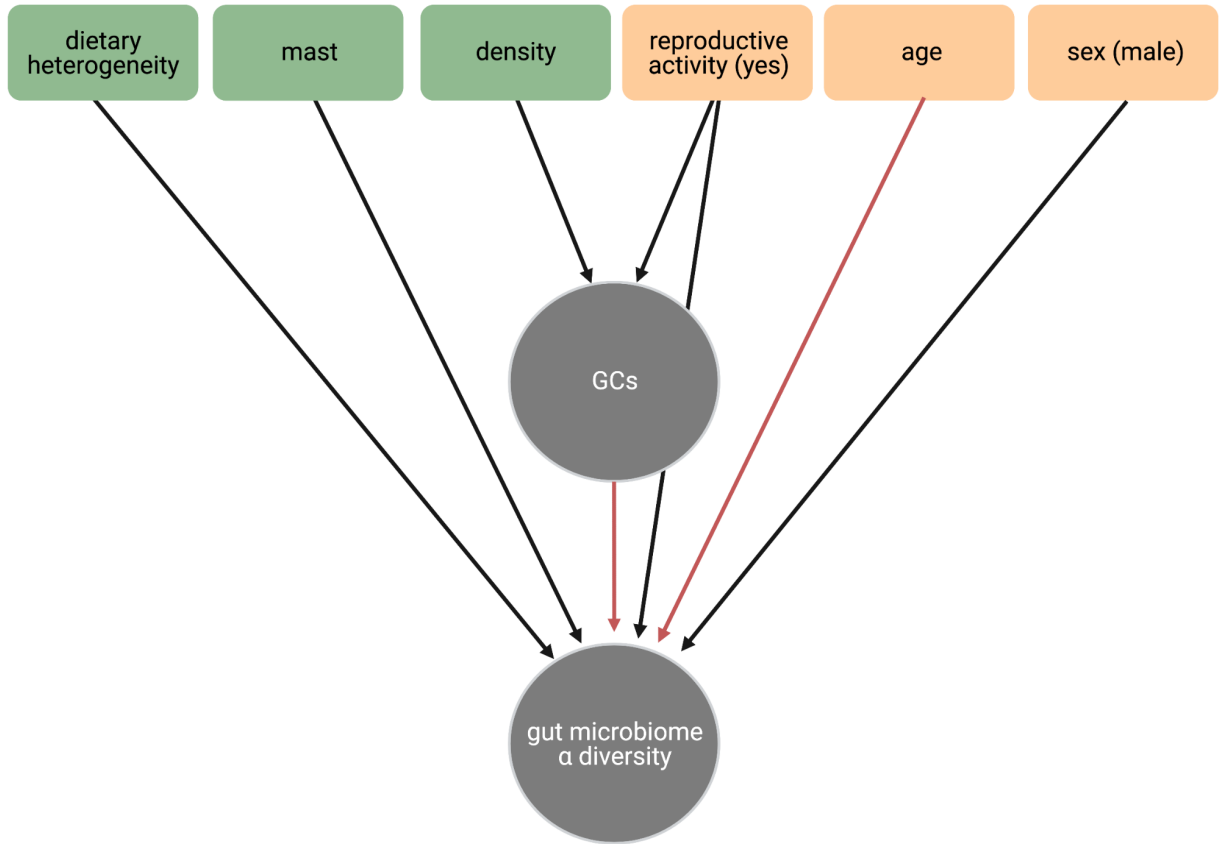 dietary
heterogeneity
mast
density
reproductive
activity (yes)
age
sex (male)
GCs
gut microbiome
α diversity